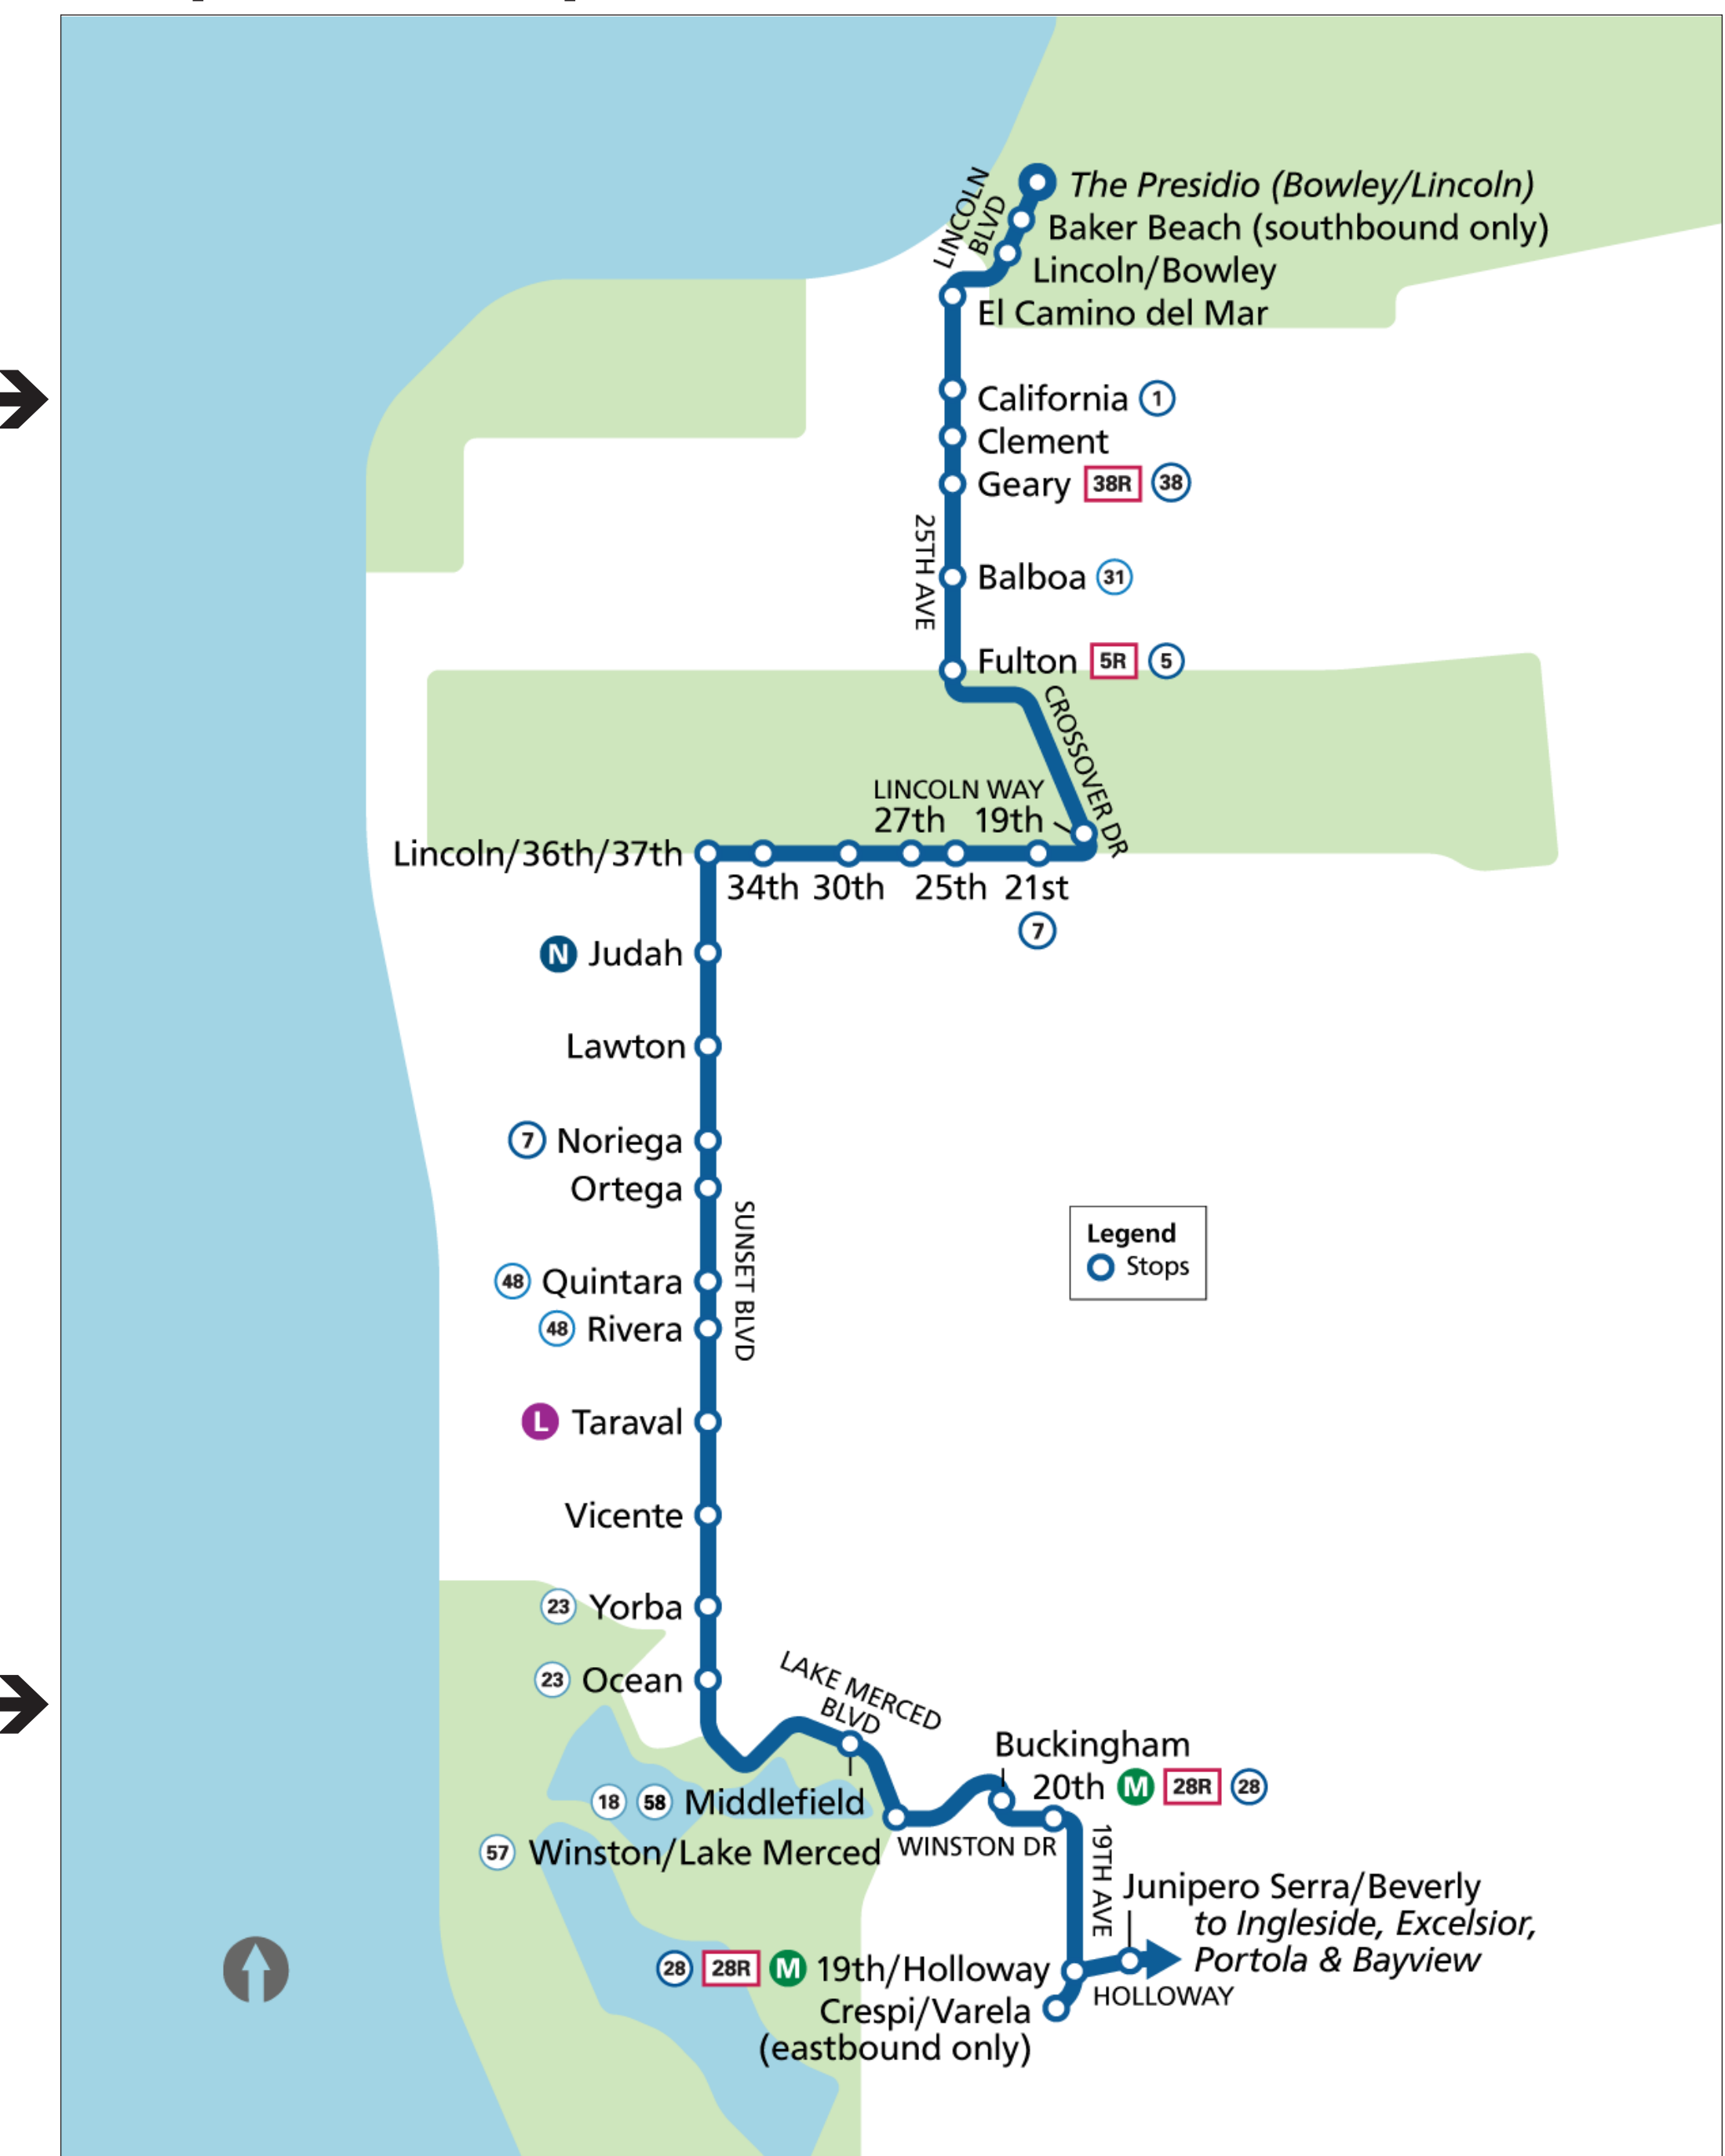 LINCOLN
BLVD
The Presidio (Bowley/Lincoln)
Baker Beach (southbound only)
Lincoln/Bowley
El Camino del Mar
California 1
Clement
Geary 38R 38
25TH AVE
Balboa 31
Fulton 5R 5
CROSSOVER DR
LINCOLN WAY
27th 19th
Lincoln/36th/37th
34th 30th 25th 21st
7
N Judah
Lawton
7 Noriega
Ortega
SUNSET BLVD
Legend
Stops
48 Quintara
48 Rivera
L Taraval
Vicente
23 Yorba
23 Ocean
LAKE MERCED
BLVD
Buckingham
20th M 28R 28
18 58 Middlefield
57 Winston/Lake Merced
WINSTON DR
19TH AVE
Junipero Serra/Beverly
to Ingleside, Excelsior,
Portola & Bayview
28 28R M 19th/Holloway
HOLLOWAY
Crespi/Varela
(eastbound only)